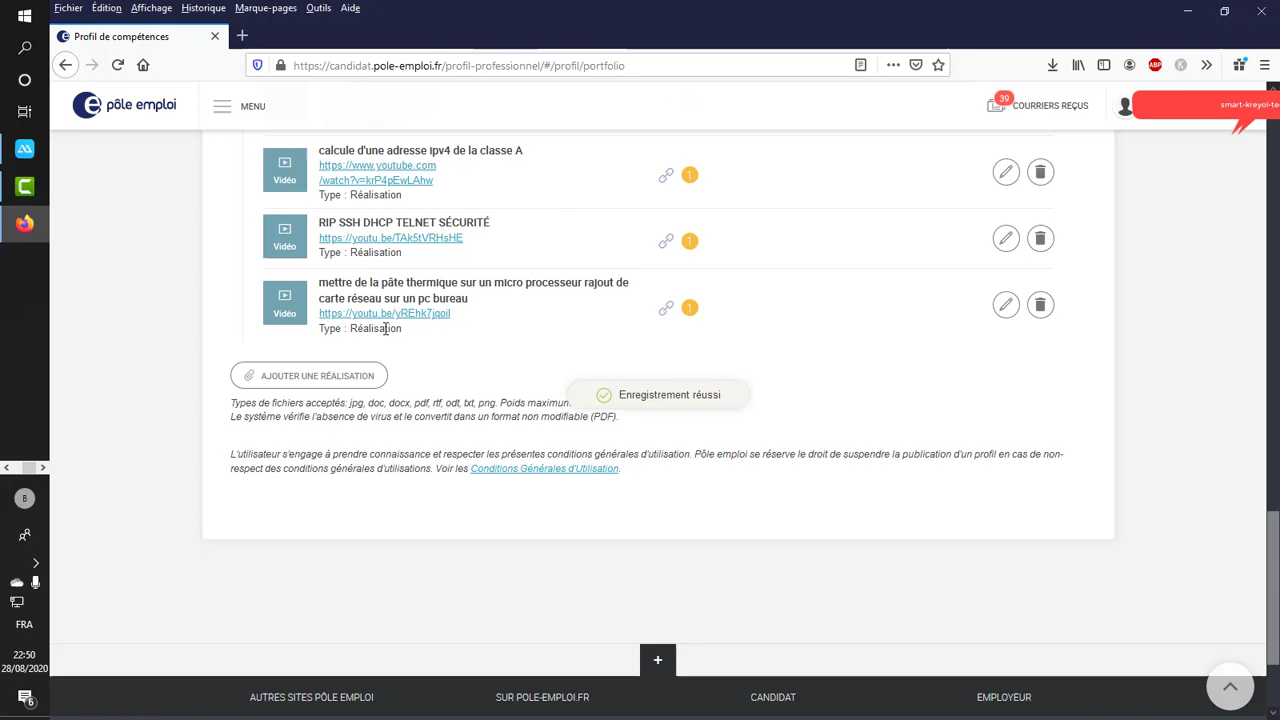 Fichier Édition Affichage Historique Marque-pages Outils Aide
Profil de compétences
https://candidat.pole-emploi.fr/profil-professionnel/#/profil/portfolio
ABP
K
pôle emploi
MENU
39
COURRIERS REÇUS
smart-kreyol-te
calcule d'une adresse ipv4 de la classe A
https://www.youtube.com
/watch?v=krP4pEwLAhw
Vidéo
Type : Réalisation
1
RIP SSH DHCP TELNET SÉCURITÉ
https://youtu.be/TAk5tVRHsHE
Vidéo
Type : Réalisation
1
mettre de la pâte thermique sur un micro processeur rajout de
carte réseau sur un pc bureau
https://youtu.be/yREhk7jqoiI
Vidéo
Type : Réalisation
1
AJOUTER UNE RÉALISATION
Enregistrement réussi
Types de fichiers acceptés: jpg, doc, docx, pdf, rtf, odt, txt, png. Poids maximum
Le système vérifie l'absence de virus et le convertit dans un format non modifiable (PDF).
L'utilisateur s'engage à prendre connaissance et respecter les présentes conditions générales d'utilisation. Pôle emploi se réserve le droit de suspendre la publication d'un profil en cas de non-
respect des conditions générales d'utilisations. Voir les Conditions Générales d'Utilisation.
B
FRA
22:50
28/08/2020
6
AUTRES SITES PÔLE EMPLOI
SUR POLE-EMPLOI.FR
CANDIDAT
EMPLOYEUR